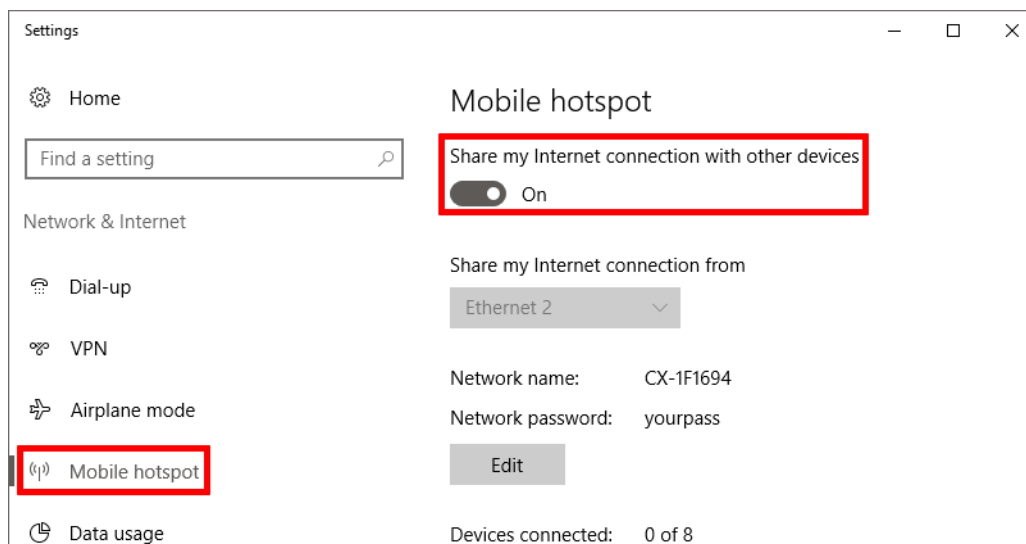 Settings
Home
Find a setting
Network & Internet
Dial-up
VPN
Airplane mode
Mobile hotspot
Data usage
Mobile hotspot
Share my Internet connection with other devices
On
Share my Internet connection from
Ethernet 2
Network name: CX-1F1694
Network password: yourpass
Edit
Devices connected: 0 of 8